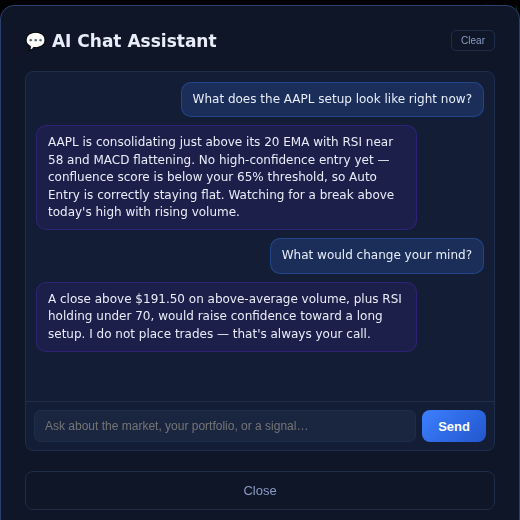 💬 AI Chat Assistant
Clear
What does the AAPL setup look like right now?
AAPL is consolidating just above its 20 EMA with RSI near
58 and MACD flattening. No high-confidence entry yet —
confluence score is below your 65% threshold, so Auto
Entry is correctly staying flat. Watching for a break above
today's high with rising volume.
What would change your mind?
A close above $191.50 on above-average volume, plus RSI
holding under 70, would raise confidence toward a long
setup. I do not place trades — that's always your call.
Ask about the market, your portfolio, or a signal…
Send
Close